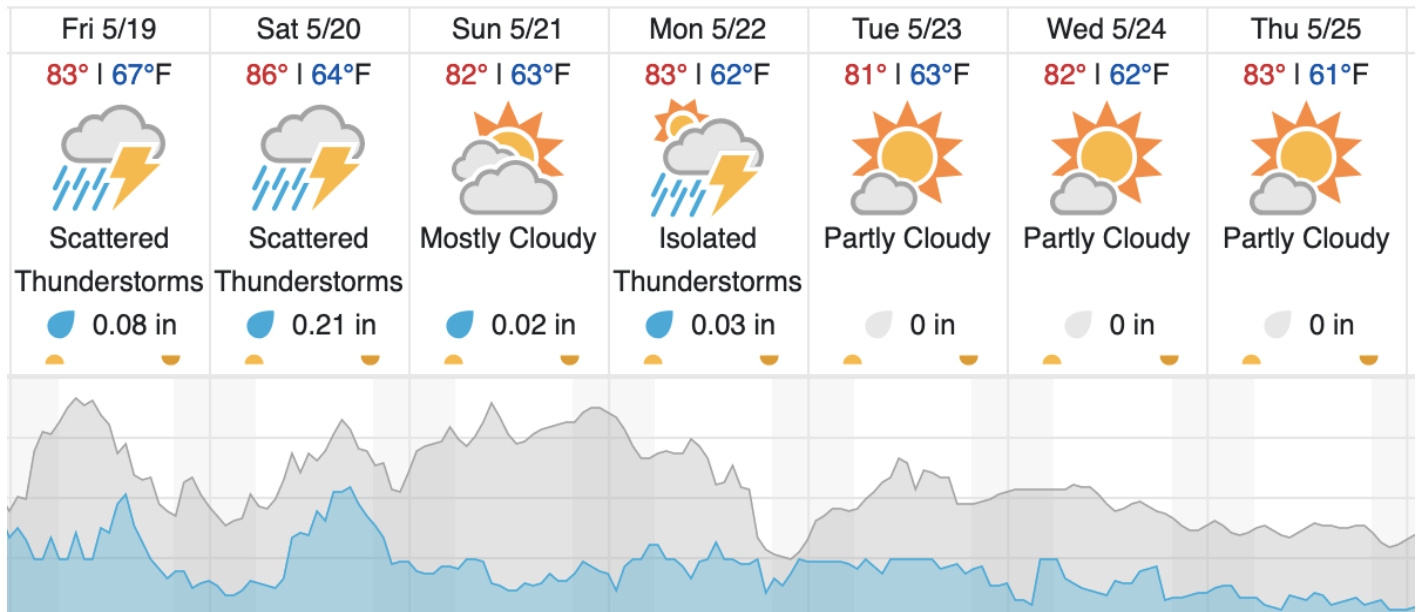 Fri 5/19 Sat 5/20 Sun 5/21 Mon 5/22 Tue 5/23 Wed 5/24 Thu 5/25
83° | 67°F 86° | 64°F 82° | 63°F 83° | 62°F 81° | 63°F 82° | 62°F 83° | 61°F
Scattered Scattered Mostly Cloudy Isolated Partly Cloudy Partly Cloudy Partly Cloudy
Thunderstorms Thunderstorms Thunderstorms
0.08 in 0.21 in 0.02 in 0.03 in 0 in 0 in 0 in